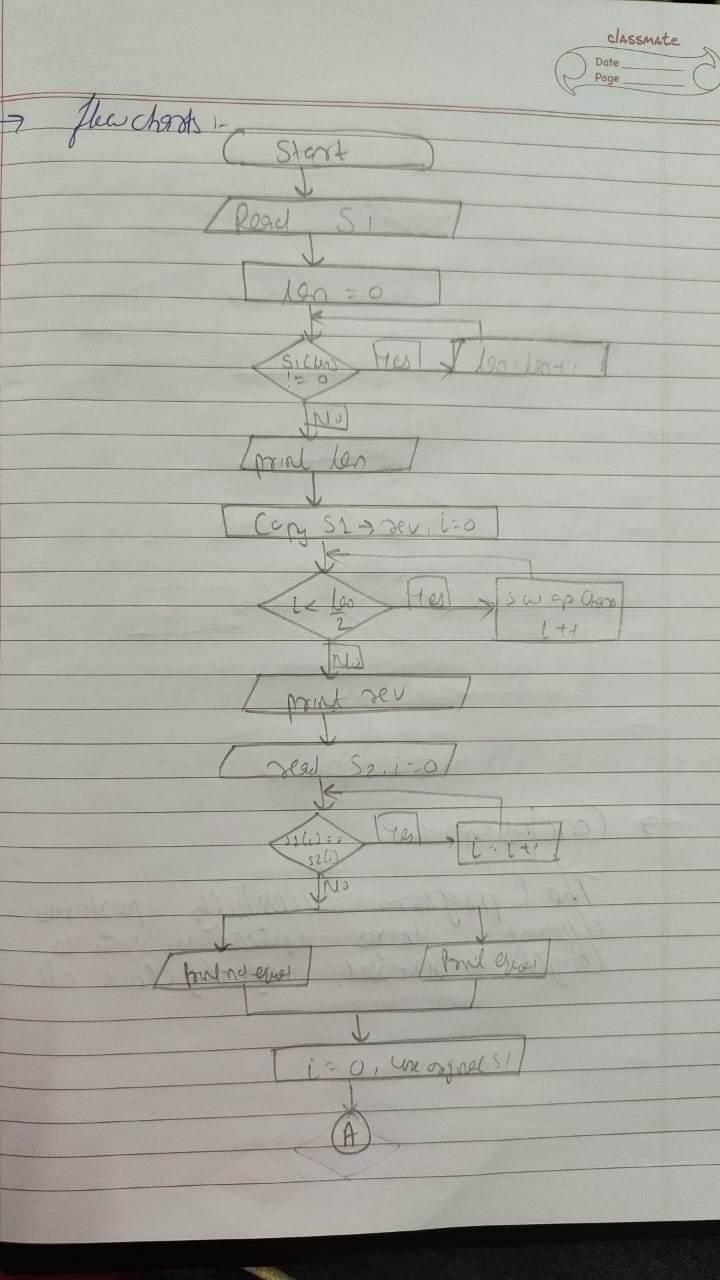 classmate
Date
Page
→ flowcharts :-
Start
Read S1
len = 0
S1(len)
!= 0
Yes
len = len+1
No
print len
Copy S1 → rev, i=0
i < len/2
Yes
swap char
i++
No
print rev
read S2, i=0
s1(i) ==
s2(i)
Yes
i = i+1
No
print no equal
Print equal
i = 0, use original S1
A